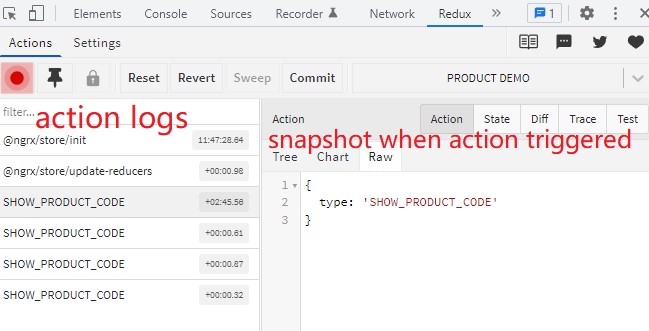 Elements Console Sources Recorder Network Redux 1
Actions Settings
Reset Revert Sweep Commit PRODUCT DEMO
filter...
action logs
Action Action State Diff Trace Test
snapshot when action triggered
@ngrx/store/init 11:47:28.64
Tree Chart Raw
@ngrx/store/update-reducers +00:00.98
SHOW_PRODUCT_CODE +02:45.56
SHOW_PRODUCT_CODE +00:00.61
SHOW_PRODUCT_CODE +00:00.87
SHOW_PRODUCT_CODE +00:00.32
1 {
2 type: 'SHOW_PRODUCT_CODE'
3 }